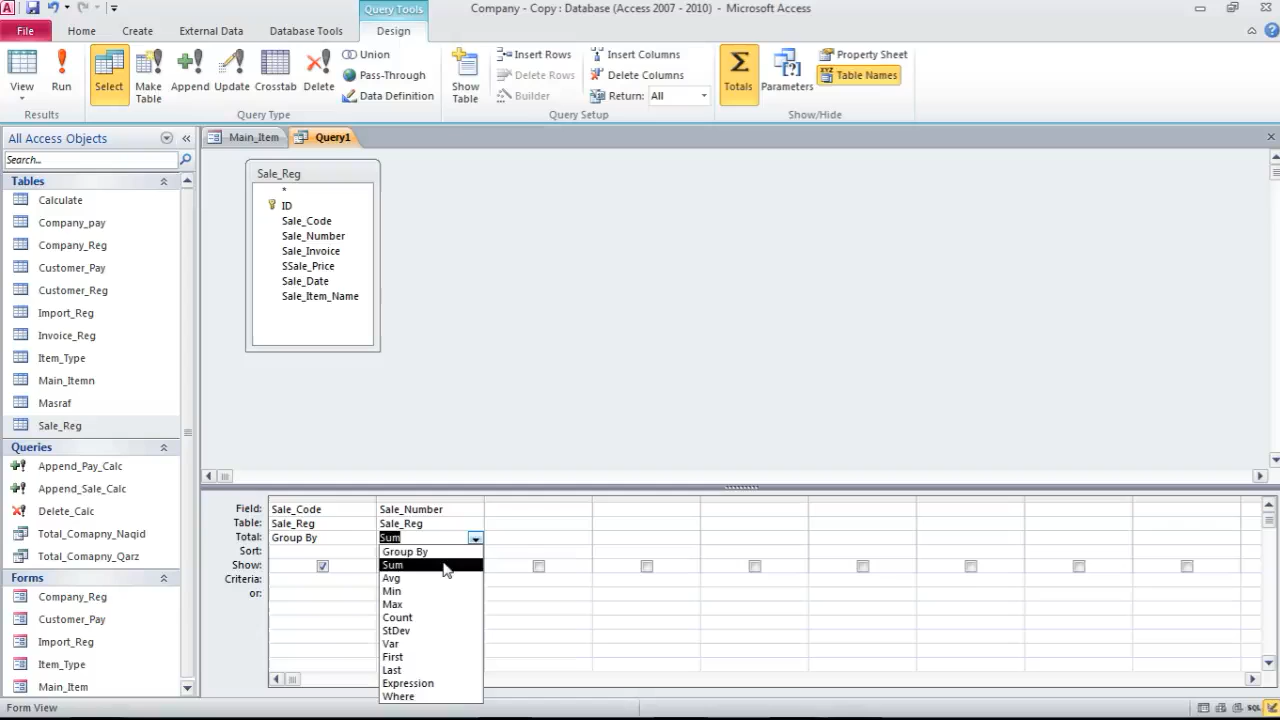 Company - Copy : Database (Access 2007 - 2010) - Microsoft Access
Query Tools
File
Home
Create
External Data
Database Tools
Design
View
Run
Results
Select
Make Table
Append
Update
Crosstab
Delete
Union
Pass-Through
Data Definition
Query Type
Show Table
Insert Rows
Delete Rows
Builder
Insert Columns
Delete Columns
Return: All
Query Setup
Totals
Parameters
Property Sheet
Table Names
Show/Hide
All Access Objects
Search...
Tables
Calculate
Company_pay
Company_Reg
Customer_Pay
Customer_Reg
Import_Reg
Invoice_Reg
Item_Type
Main_Itemn
Masraf
Sale_Reg
Queries
Append_Pay_Calc
Append_Sale_Calc
Delete_Calc
Total_Comapny_Naqid
Total_Comapny_Qarz
Forms
Company_Reg
Customer_Pay
Import_Reg
Item_Type
Main_Item
Main_Item
Query1
Sale_Reg
*
ID
Sale_Code
Sale_Number
Sale_Invoice
SSale_Price
Sale_Date
Sale_Item_Name
Field: Sale_Code Sale_Number
Table: Sale_Reg Sale_Reg
Total: Group By Sum
Sort:
Show:
Criteria:
or:
Group By
Sum
Avg
Min
Max
Count
StDev
Var
First
Last
Expression
Where
Form View
SQL